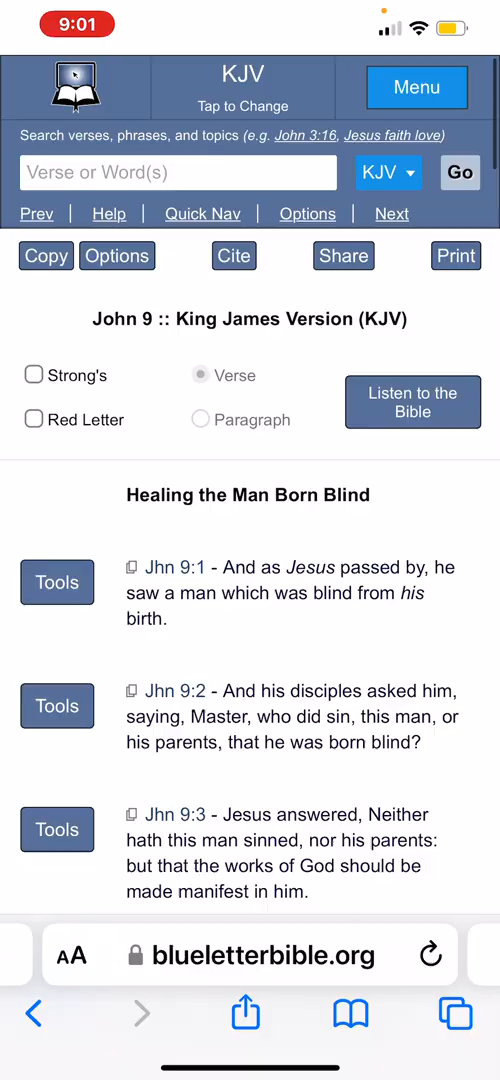 9:01
KJV
Tap to Change
Menu
Search verses, phrases, and topics (e.g. John 3:16, Jesus faith love)
Verse or Word(s)
KJV
Go
Prev | Help | Quick Nav | Options | Next
Copy Options Cite Share Print
John 9 :: King James Version (KJV)
Strong's Verse
Listen to the
Bible
Red Letter Paragraph
Healing the Man Born Blind
Tools
Jhn 9:1 - And as Jesus passed by, he
saw a man which was blind from his
birth.
Tools
Jhn 9:2 - And his disciples asked him,
saying, Master, who did sin, this man, or
his parents, that he was born blind?
Tools
Jhn 9:3 - Jesus answered, Neither
hath this man sinned, nor his parents:
but that the works of God should be
made manifest in him.
AA blueletterbible.org